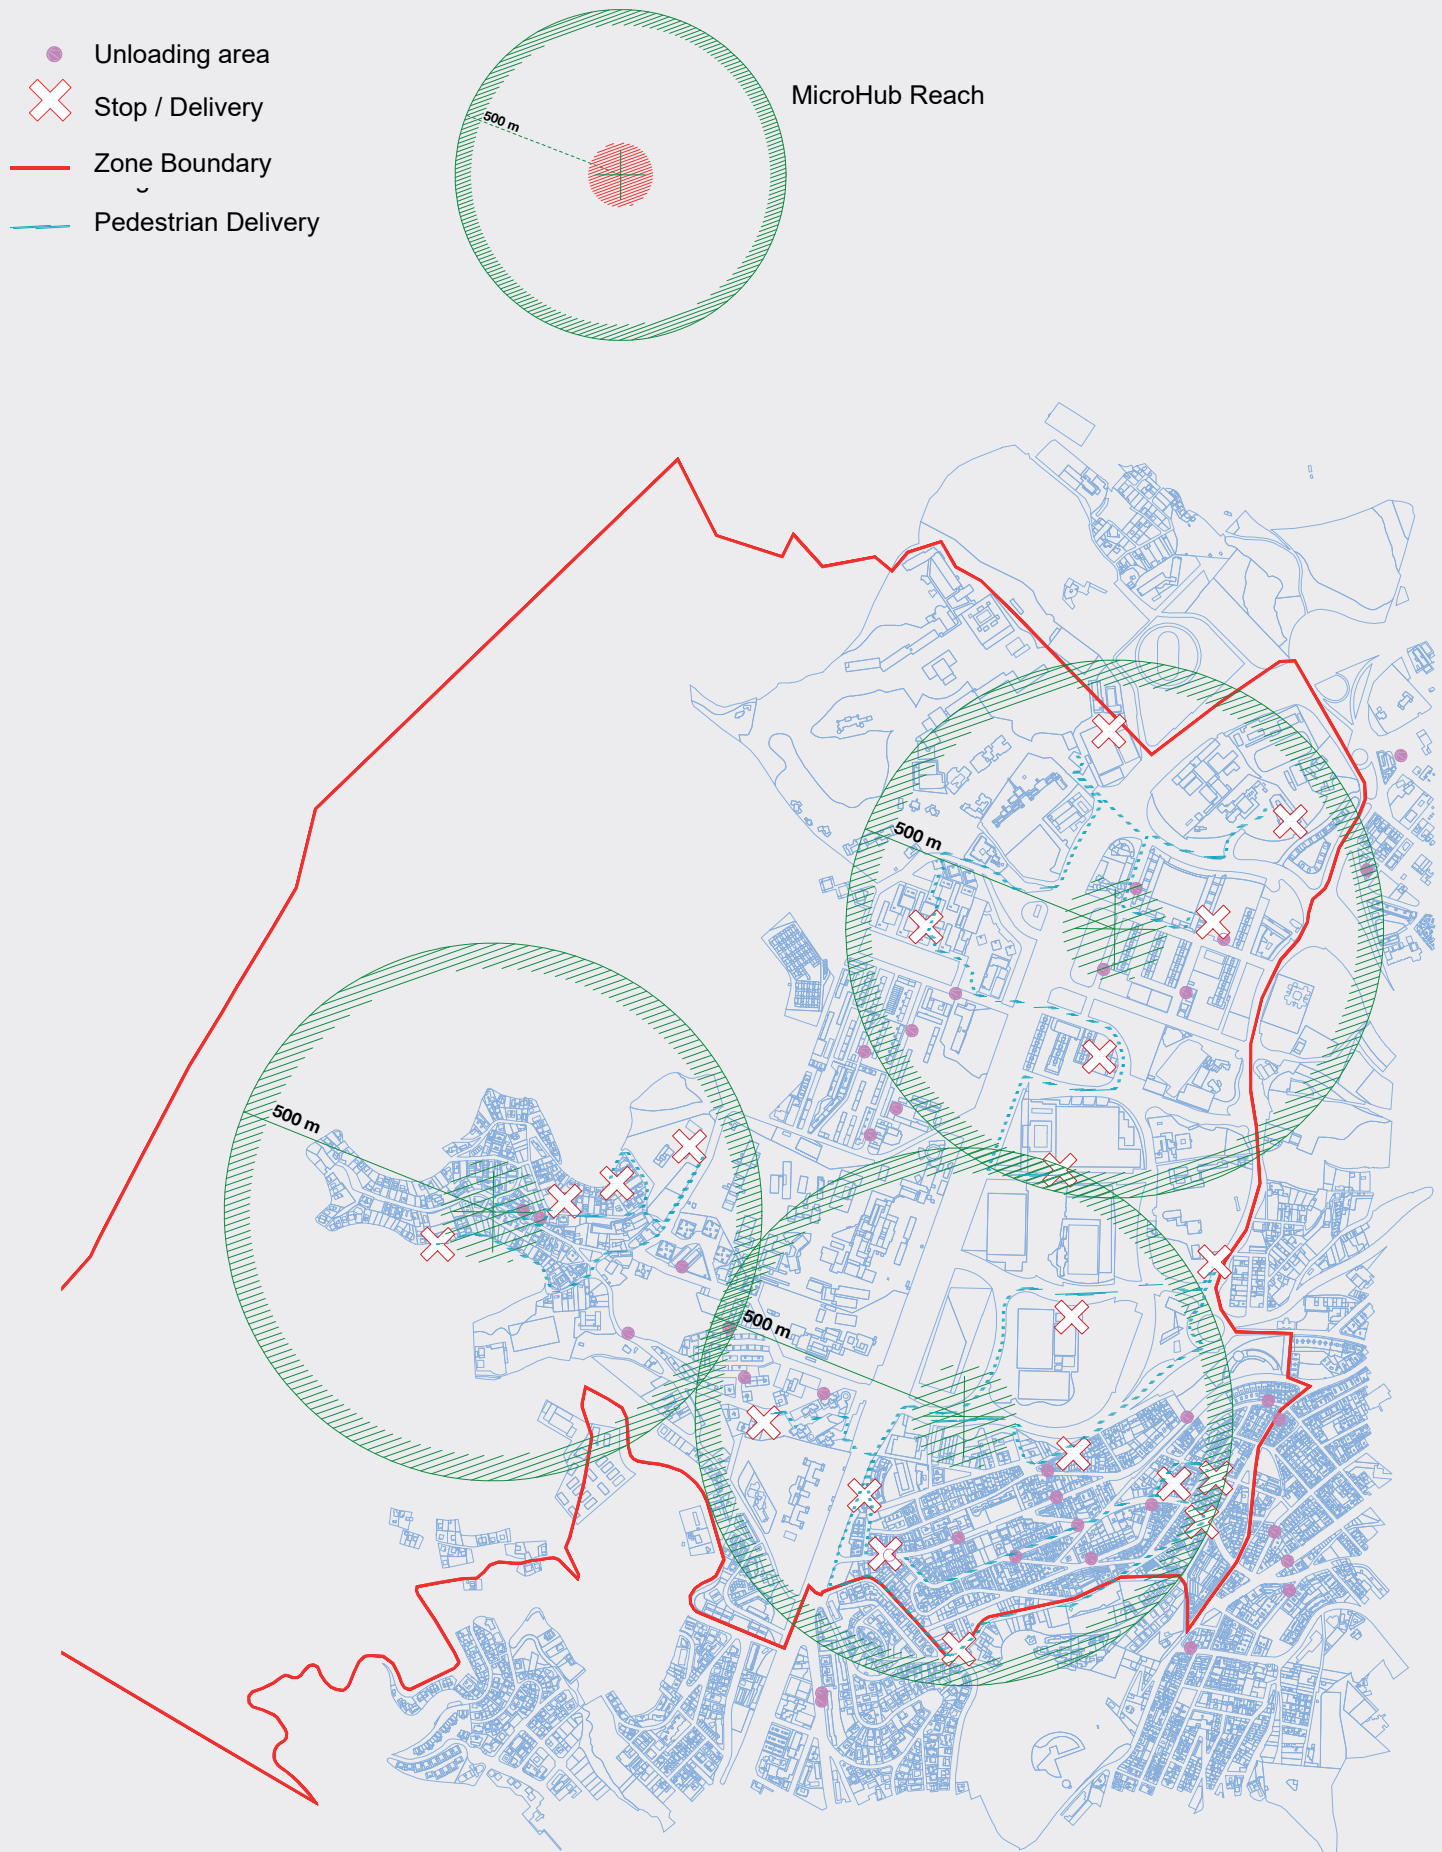 Unloading area
Stop / Delivery
Zone Boundary
Pedestrian Delivery
500 m
MicroHub Reach
500 m
500 m
500 m